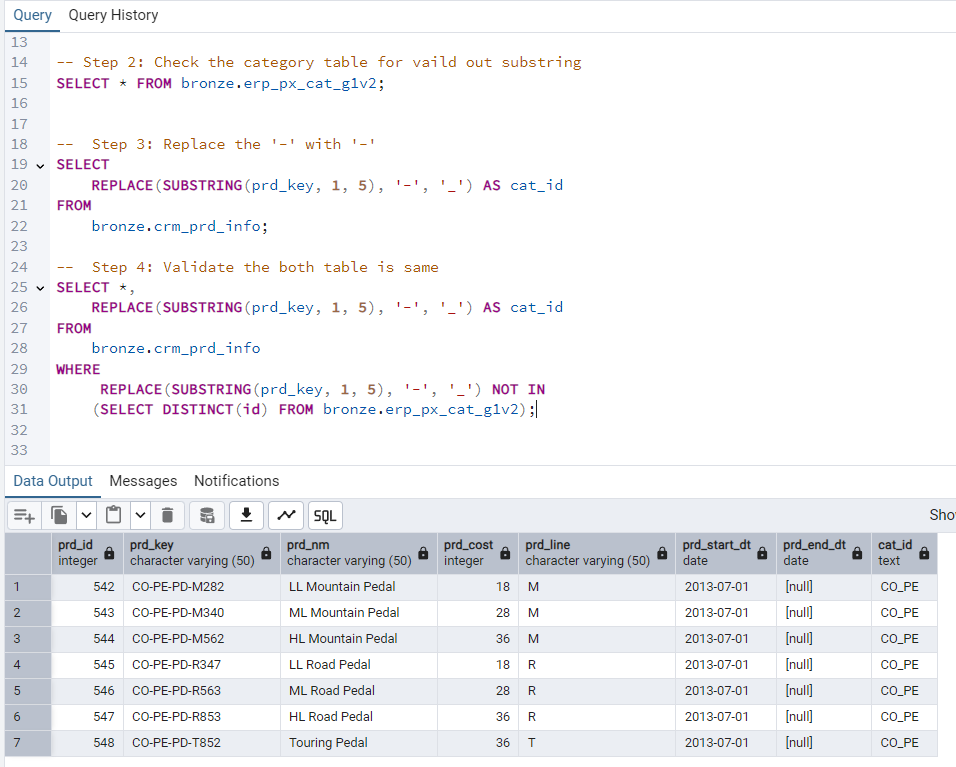 Query Query History
13
14 -- Step 2: Check the category table for vaild out substring
15 SELECT * FROM bronze.erp_px_cat_g1v2;
16
17
18 -- Step 3: Replace the '-' with '-'
19 SELECT
20 REPLACE(SUBSTRING(prd_key, 1, 5), '-', '_') AS cat_id
21 FROM
22 bronze.crm_prd_info;
23
24 -- Step 4: Validate the both table is same
25 SELECT *,
26 REPLACE(SUBSTRING(prd_key, 1, 5), '-', '_') AS cat_id
27 FROM
28 bronze.crm_prd_info
29 WHERE
30 REPLACE(SUBSTRING(prd_key, 1, 5), '-', '_') NOT IN
31 (SELECT DISTINCT(id) FROM bronze.erp_px_cat_g1v2);
32
33
Data Output Messages Notifications
SQL Sho
prd_id prd_key prd_nm prd_cost prd_line prd_start_dt prd_end_dt cat_id
integer character varying (50) character varying (50) integer character varying (50) date date text
1 542 CO-PE-PD-M282 LL Mountain Pedal 18 M 2013-07-01 [null] CO_PE
2 543 CO-PE-PD-M340 ML Mountain Pedal 28 M 2013-07-01 [null] CO_PE
3 544 CO-PE-PD-M562 HL Mountain Pedal 36 M 2013-07-01 [null] CO_PE
4 545 CO-PE-PD-R347 LL Road Pedal 18 R 2013-07-01 [null] CO_PE
5 546 CO-PE-PD-R563 ML Road Pedal 28 R 2013-07-01 [null] CO_PE
6 547 CO-PE-PD-R853 HL Road Pedal 36 R 2013-07-01 [null] CO_PE
7 548 CO-PE-PD-T852 Touring Pedal 36 T 2013-07-01 [null] CO_PE